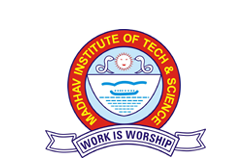 MADHAV INSTITUTE OF TECH & SCIENCE
WORK IS WORSHIP